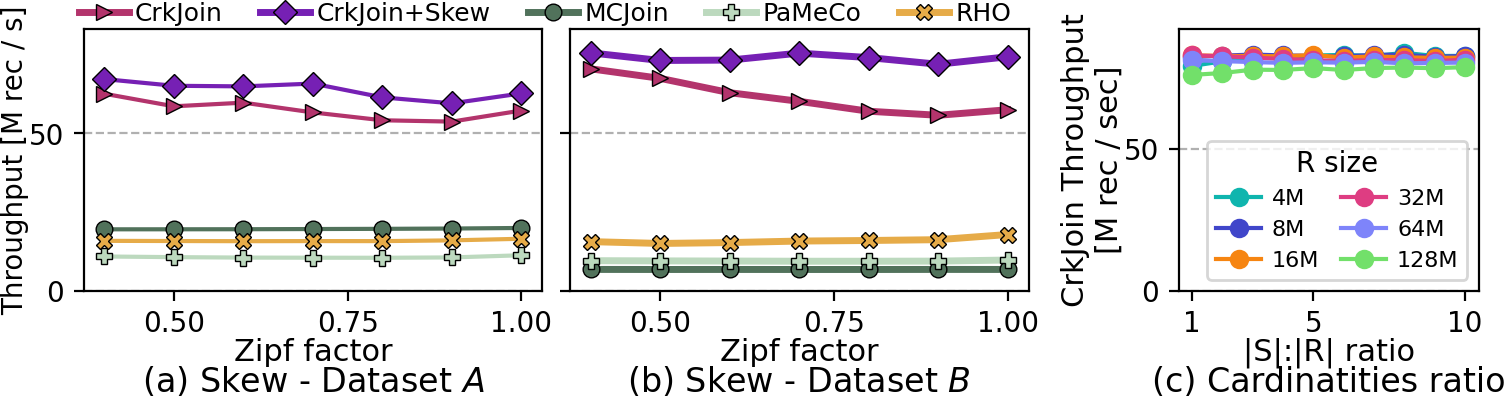 CrkJoin CrkJoin+Skew MCJoin PaMeCo RHO
Throughput [M rec / s]
50
0
0.50 0.75 1.00
Zipf factor
(a) Skew - Dataset A
0.50 0.75 1.00
Zipf factor
(b) Skew - Dataset B
CrkJoin Throughput
[M rec / sec]
50
0
R size
4M 32M
8M 64M
16M 128M
1 5 10
|S|:|R| ratio
(c) Cardinatities ratio